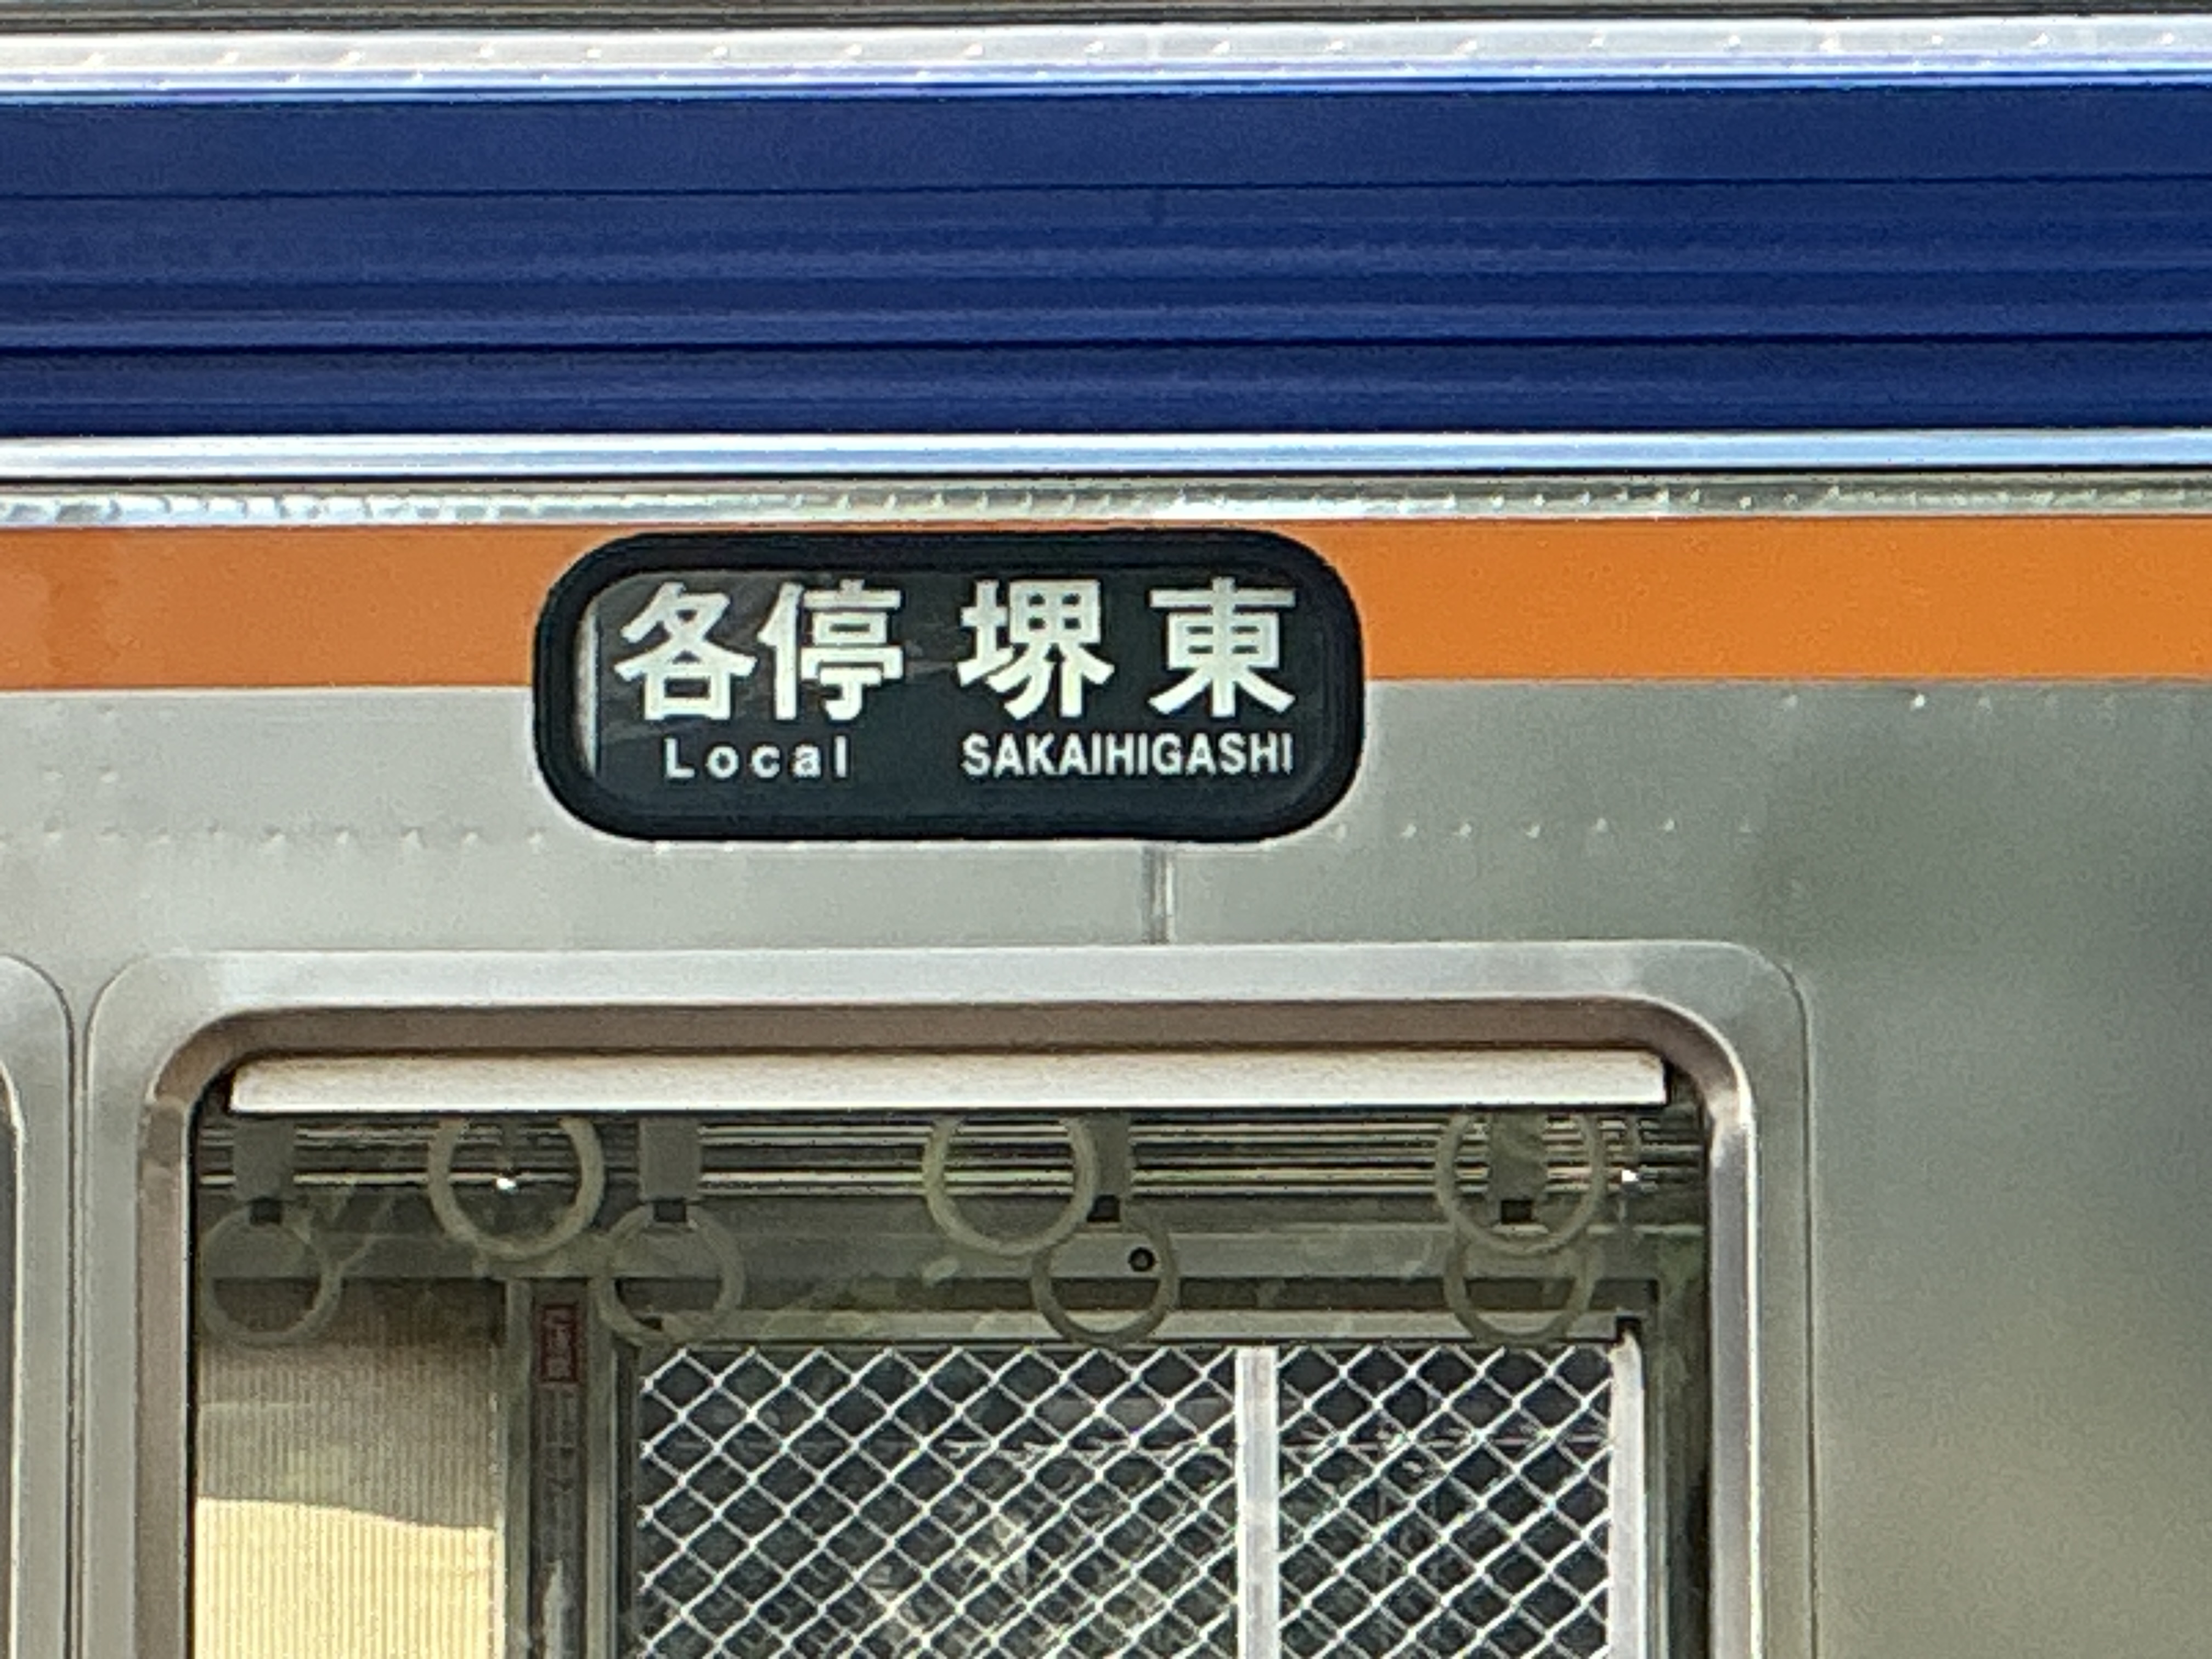 各停 堺東
Local SAKAIHIGASHI